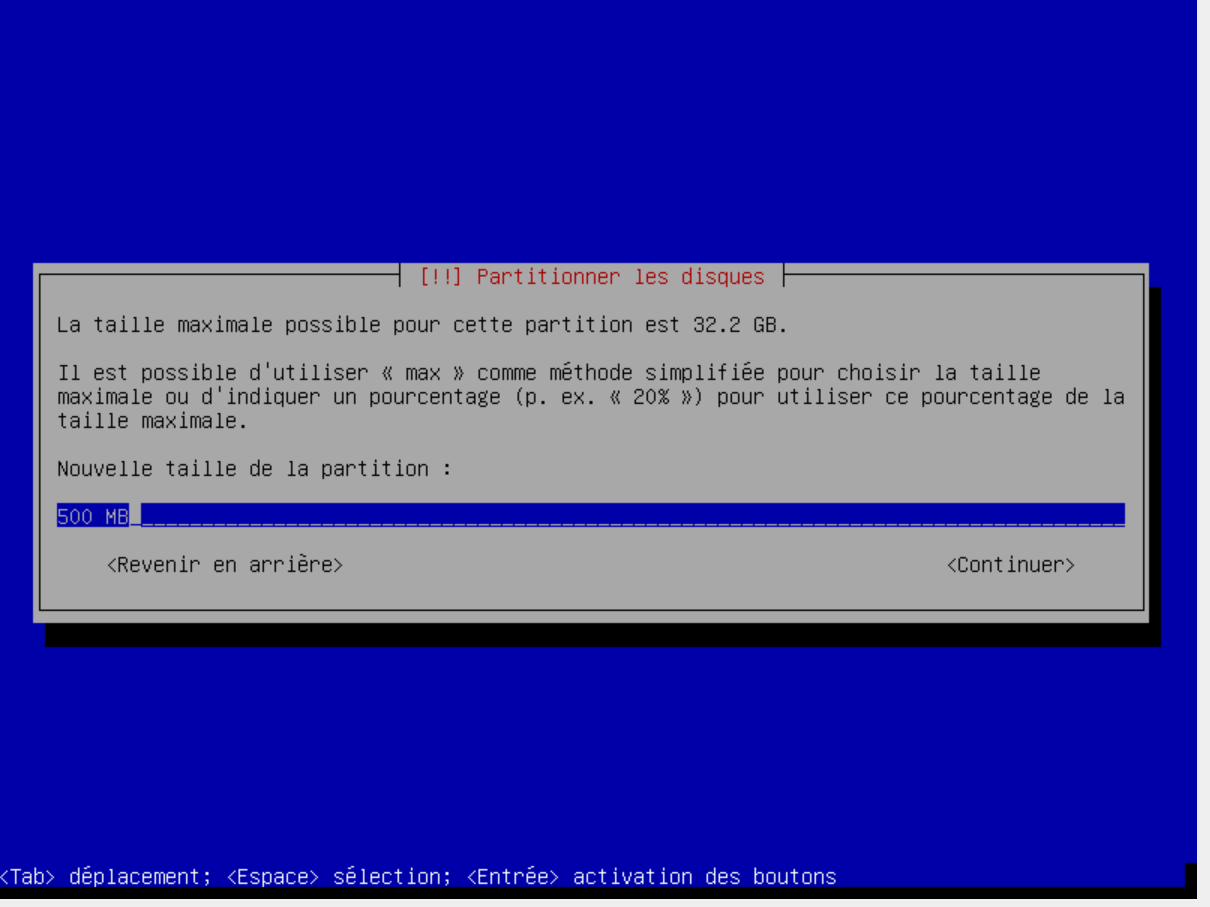 [!!] Partitionner les disques
La taille maximale possible pour cette partition est 32.2 GB.
Il est possible d'utiliser « max » comme méthode simplifiée pour choisir la taille
maximale ou d'indiquer un pourcentage (p. ex. « 20% ») pour utiliser ce pourcentage de la
taille maximale.
Nouvelle taille de la partition :
500 MB
<Revenir en arrière> <Continuer>
<Tab> déplacement; <Espace> sélection; <Entrée> activation des boutons